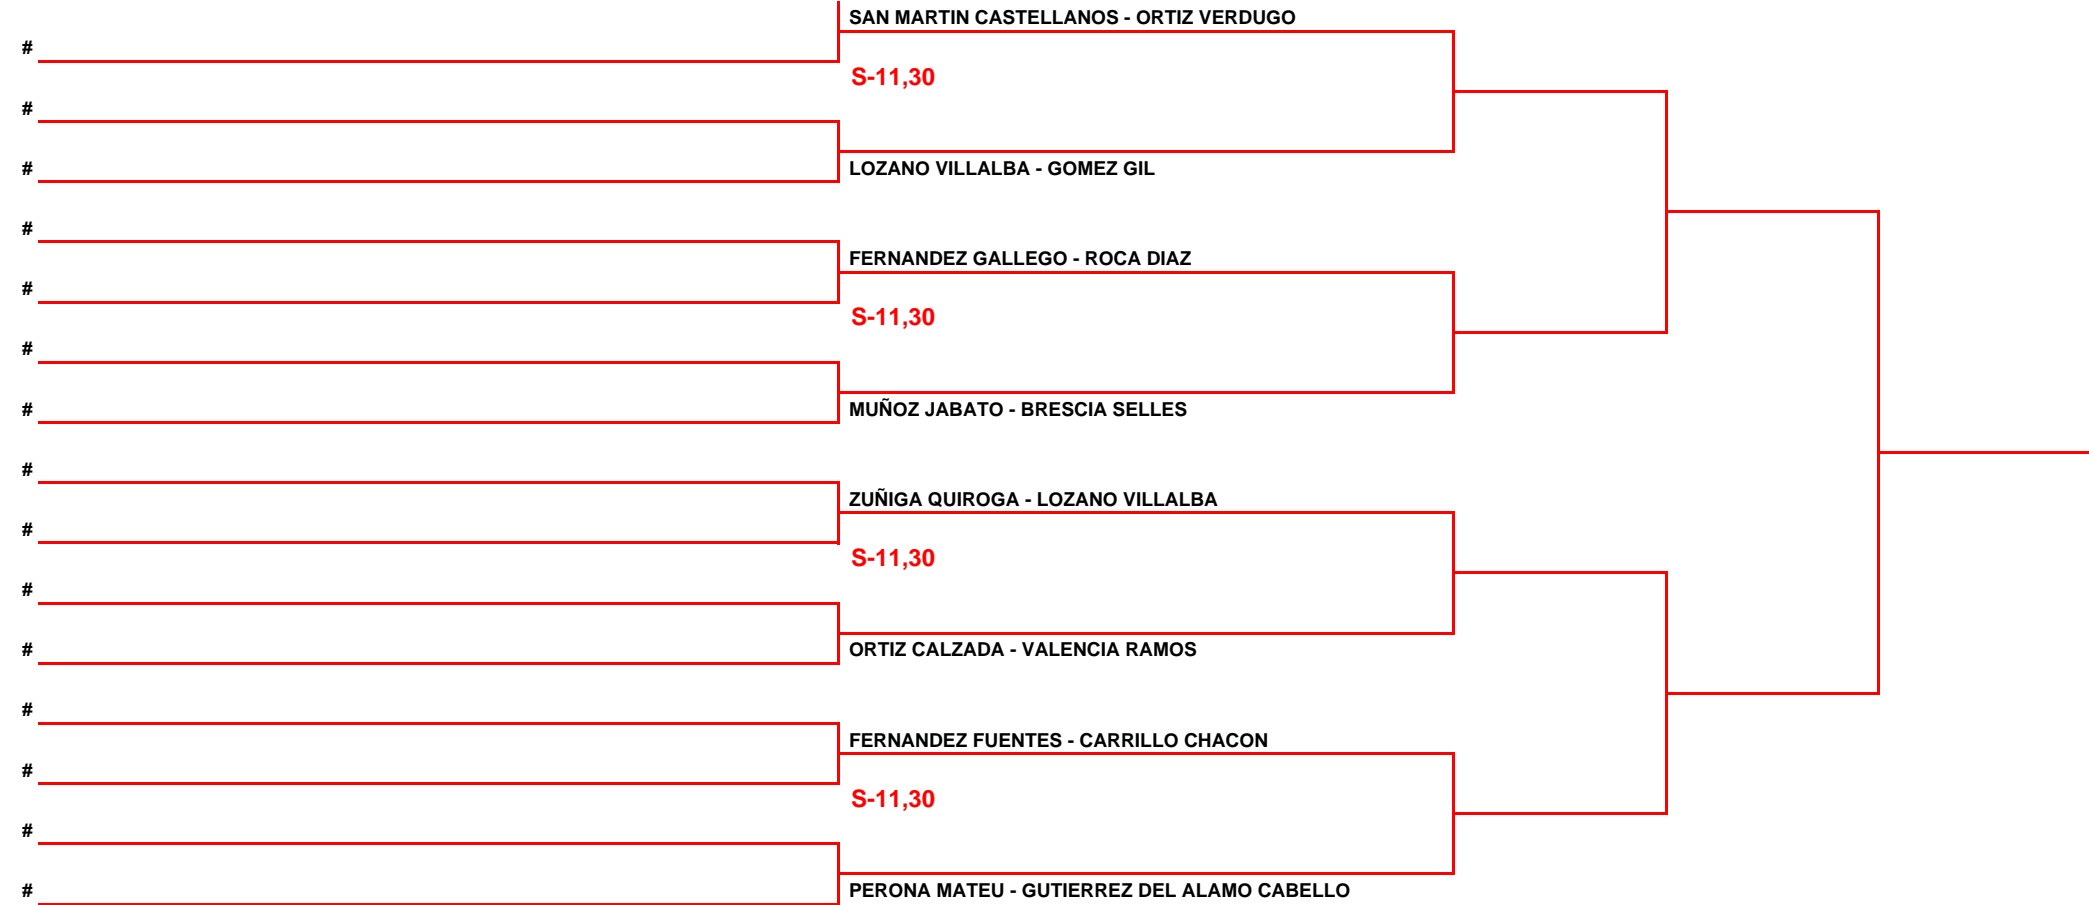 SAN MARTIN CASTELLANOS - ORTIZ VERDUGO
#
S-11,30
#
#
LOZANO VILLALBA - GOMEZ GIL
#
FERNANDEZ GALLEGO - ROCA DIAZ
#
S-11,30
#
#
MUÑOZ JABATO - BRESCIA SELLES
#
ZUÑIGA QUIROGA - LOZANO VILLALBA
#
S-11,30
#
#
ORTIZ CALZADA - VALENCIA RAMOS
#
FERNANDEZ FUENTES - CARRILLO CHACON
#
S-11,30
#
#
PERONA MATEU - GUTIERREZ DEL ALAMO CABELLO